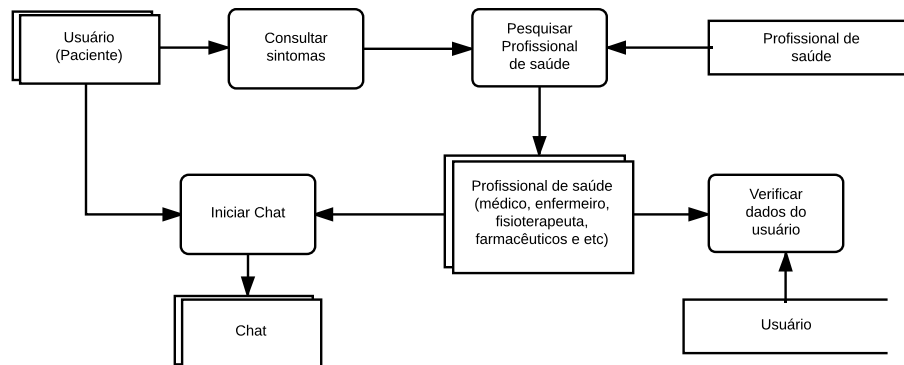 Usuário
(Paciente)
Consultar
sintomas
Pesquisar
Profissional
de saúde
Profissional de
saúde
Iniciar Chat
Profissional de saúde
(médico, enfermeiro,
fisioterapeuta,
farmacêuticos e etc)
Verificar
dados do
usuário
Chat
Usuário